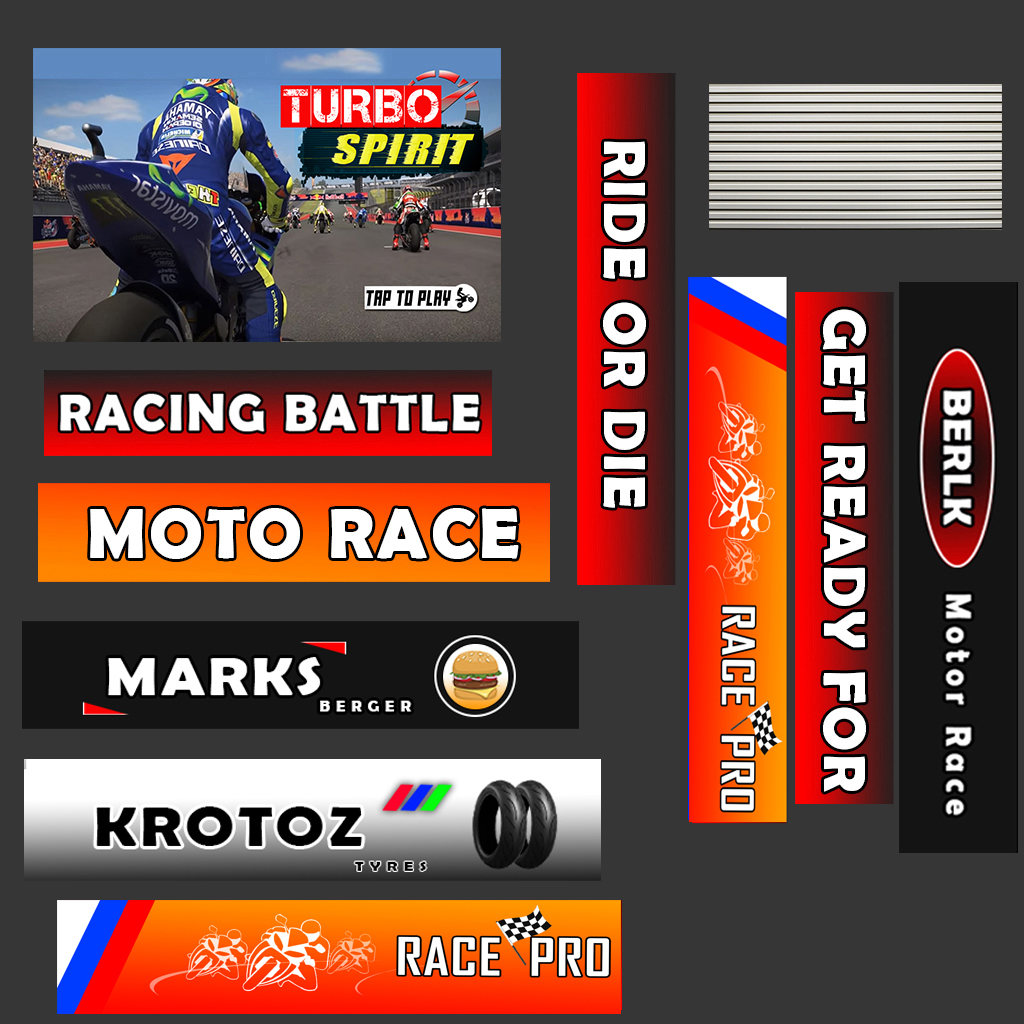 TURBO
SPIRIT
TAP TO PLAY
RACING BATTLE
MOTO RACE
MARKS
BERGER
KROTOZ
TYRES
RACE PRO
RIDE OR DIE
RACE PRO
GET READY FOR
BERLK
Motor Race